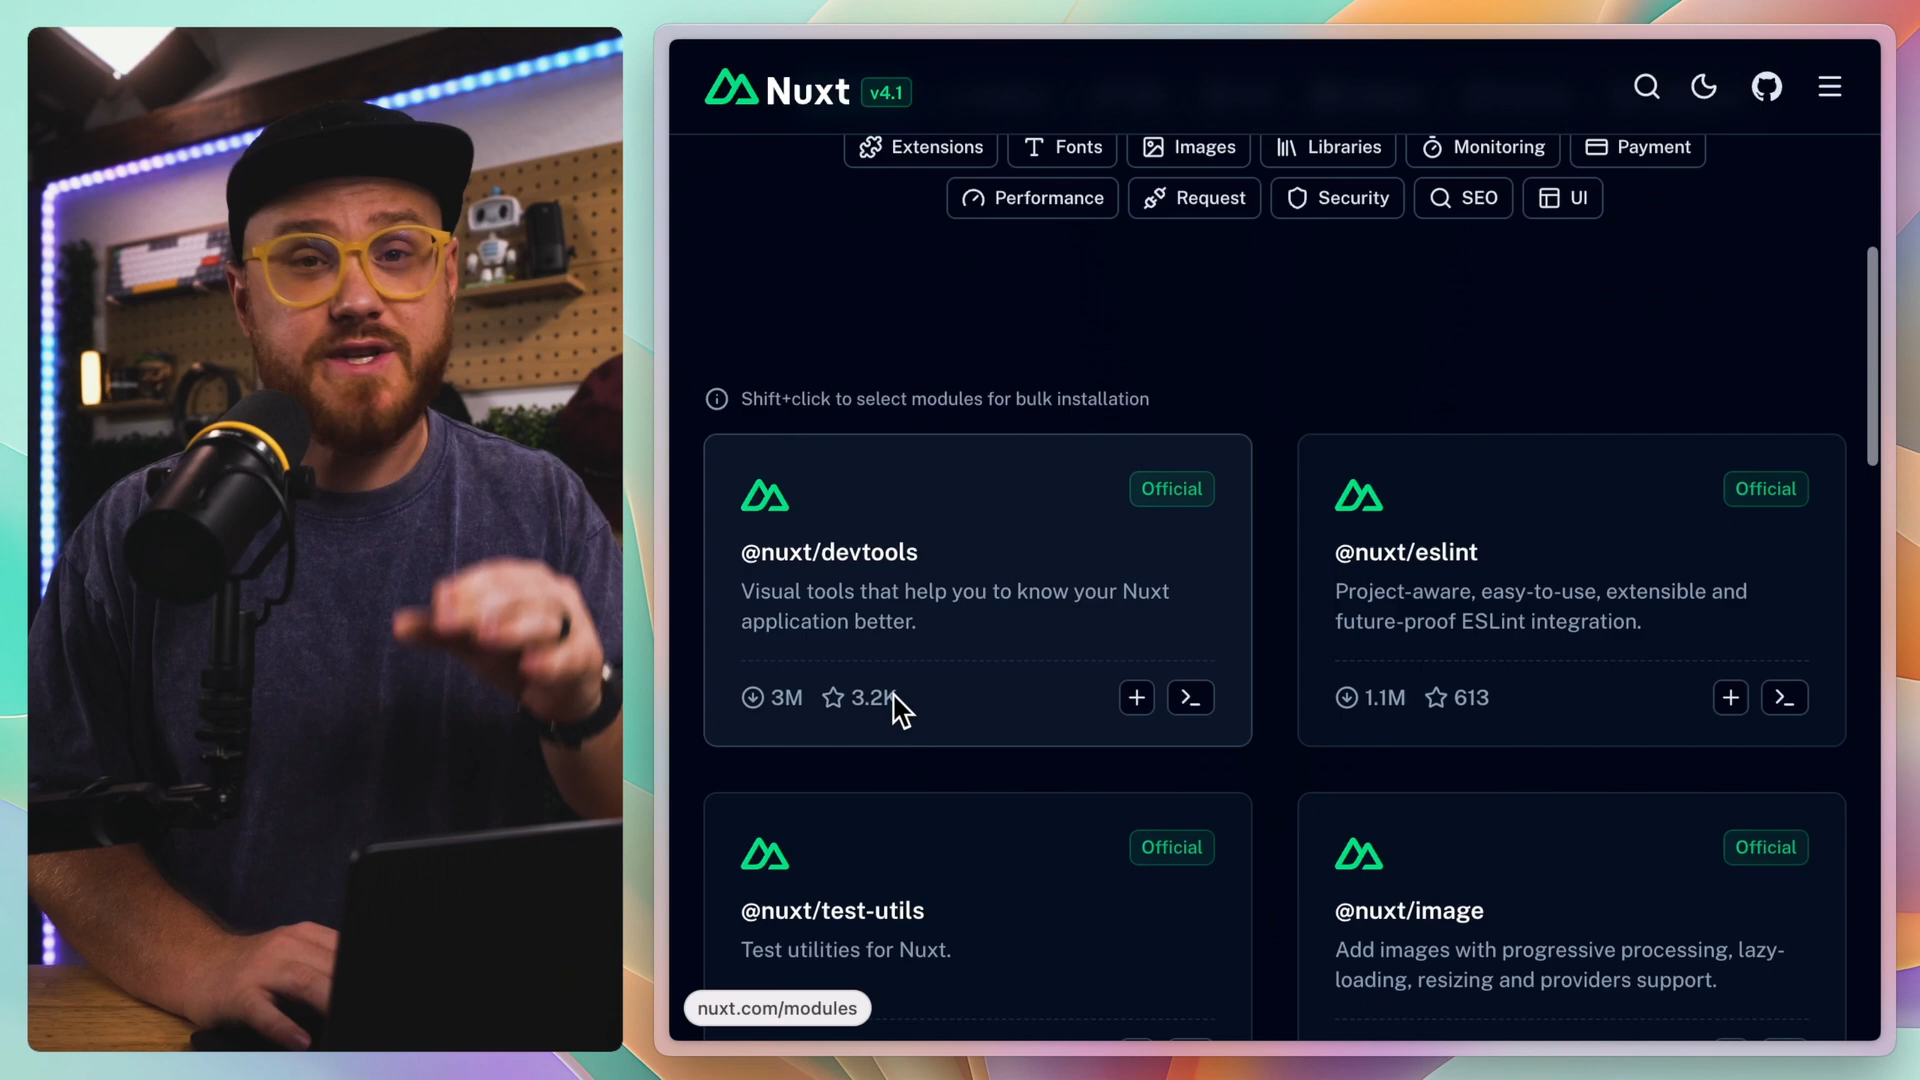 Nuxt v4.1
Extensions Fonts Images Libraries Monitoring Payment
Performance Request Security SEO UI
Shift+click to select modules for bulk installation
Official
@nuxt/devtools
Visual tools that help you to know your Nuxt
application better.
3M 3.2K
Official
@nuxt/eslint
Project-aware, easy-to-use, extensible and
future-proof ESLint integration.
1.1M 613
Official
@nuxt/test-utils
Test utilities for Nuxt.
Official
@nuxt/image
Add images with progressive processing, lazy-
loading, resizing and providers support.
nuxt.com/modules